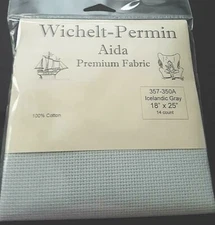 Wichelt-Permin
Aida
Premium Fabric
357-350A
Icelandic Gray
18" x 25"
14 count
100% Cotton